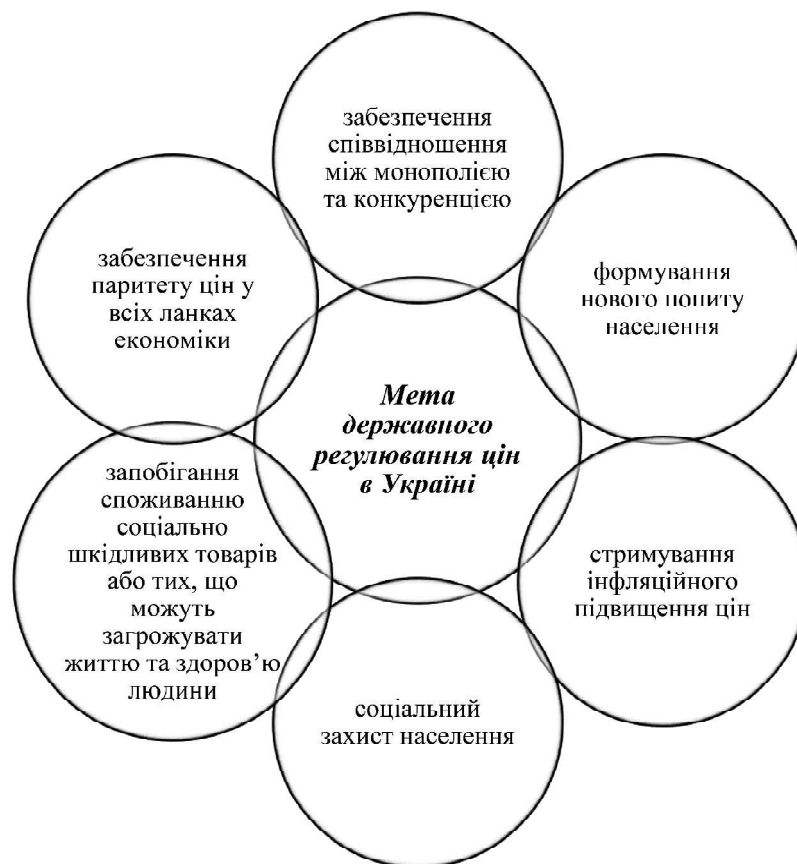 забезпечення
співвідношення
між монополією
та конкуренцією
забезпечення
паритету цін у
всіх ланках
економіки
формування
нового попиту
населення
Мета
державного
регулювання цін
в Україні
запобігання
споживанню
соціально
шкідливих товарів
або тих, що
можуть
загрожувати
життю та здоров’ю
людини
стримування
інфляційного
підвищення цін
соціальний
захист населення